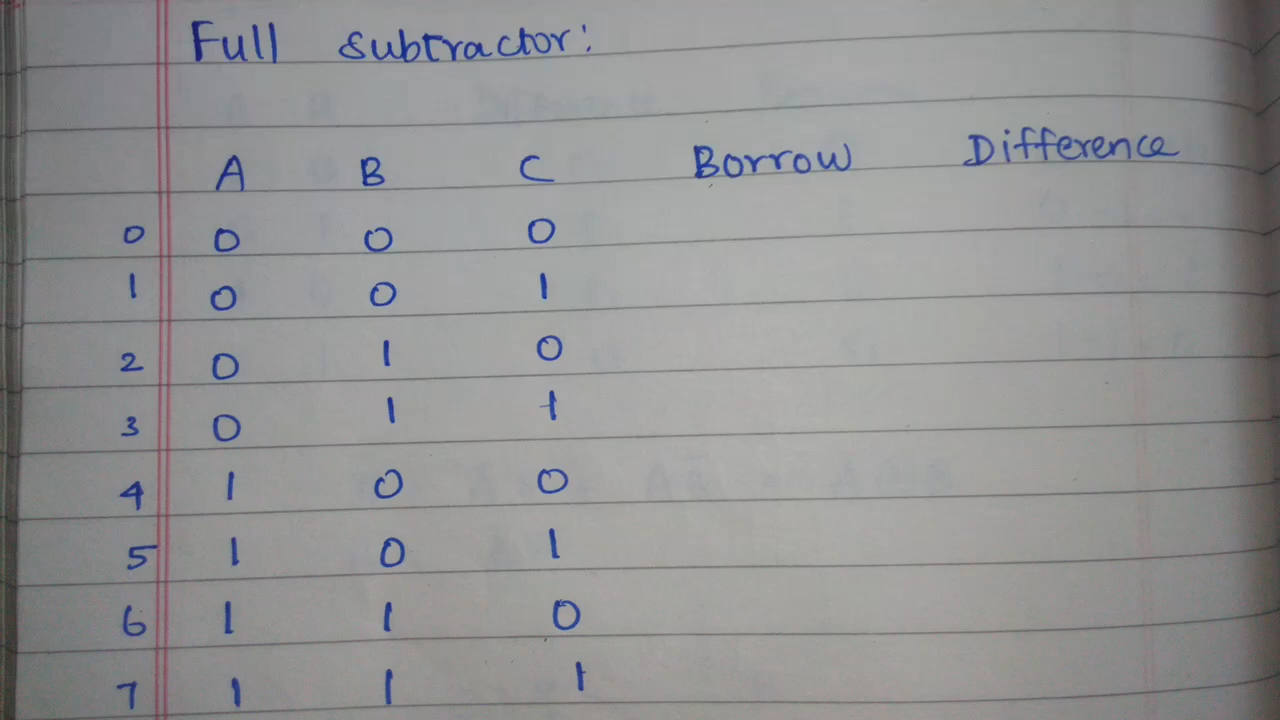 Full Subtractor:
A B C Borrow Difference
0 0 0 0
1 0 0 1
2 0 1 0
3 0 1 1
4 1 0 0
5 1 0 1
6 1 1 0
7 1 1 1